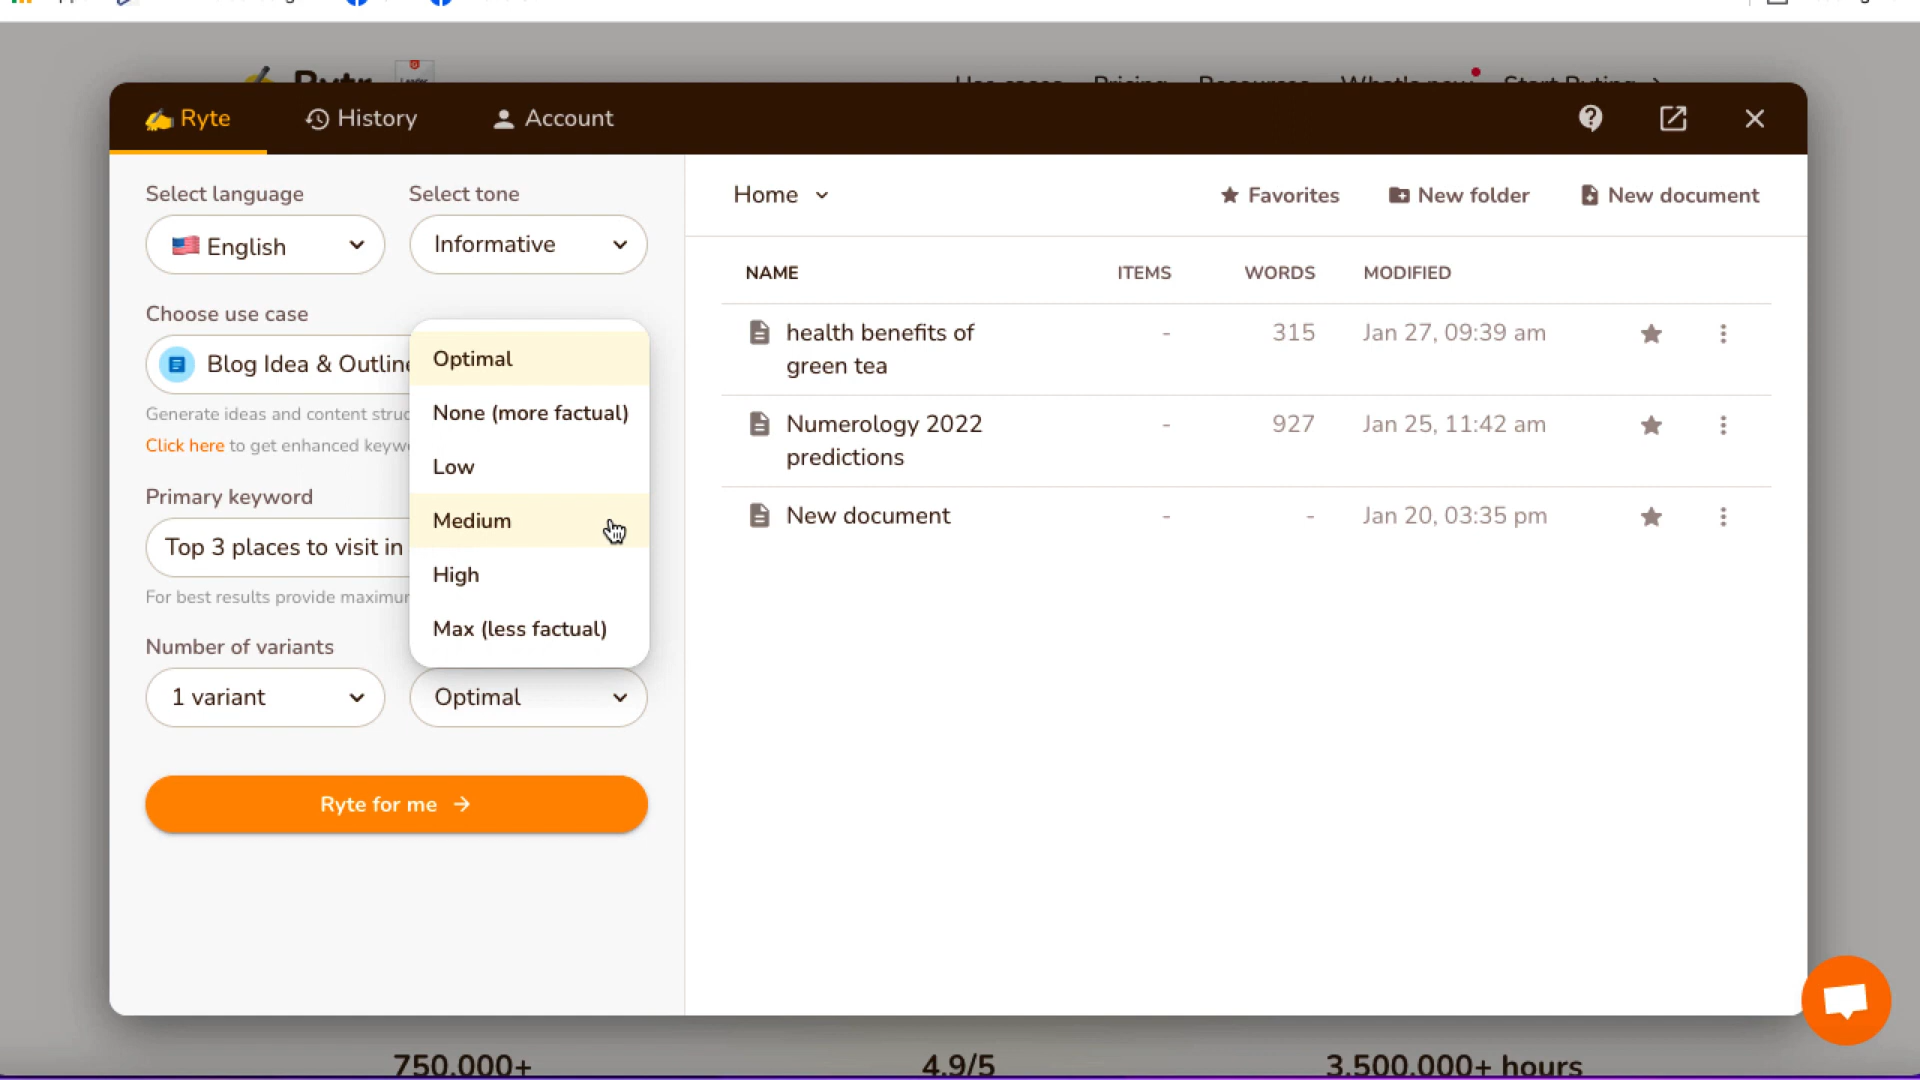 Ryte
History
Account
Select language
Select tone
English
Informative
Choose use case
Blog Idea & Outline
Generate ideas and content struc
Click here to get enhanced keyw
Primary keyword
Top 3 places to visit in
For best results provide maximum
Number of variants
1 variant
Optimal
Optimal
None (more factual)
Low
Medium
High
Max (less factual)
Ryte for me
Home
Favorites
New folder
New document
NAME ITEMS WORDS MODIFIED
health benefits of - 315 Jan 27, 09:39 am
green tea
Numerology 2022 - 927 Jan 25, 11:42 am
predictions
New document - - Jan 20, 03:35 pm
750,000+ 4.9/5 3,500,000+ hours